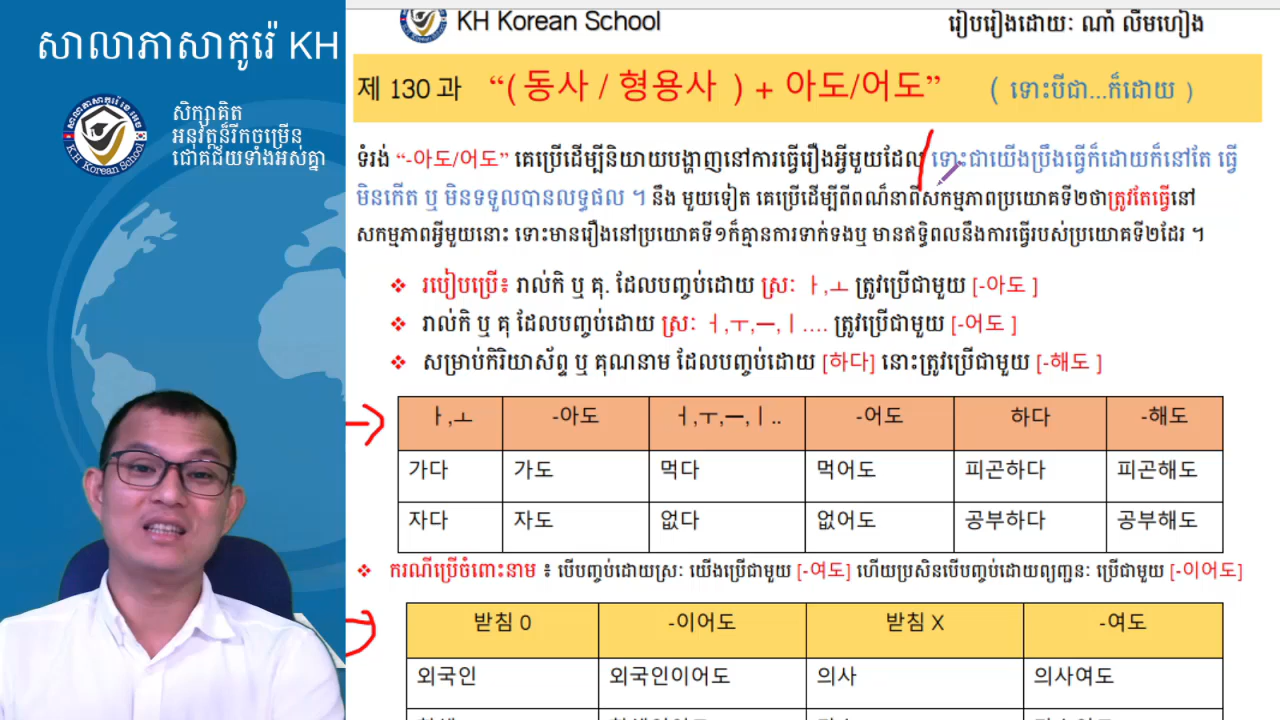 សាលាភាសាកូរ៉េ KH
សិក្សាគិត
អនុវត្តន៍រីកចម្រើន
ជោគជ័យទាំងអស់គ្នា
KH Korean School
រៀបរៀងដោយៈ ណាំ លឹមហៀង
제 130 과 “( 동사 / 형용사 ) + 아도/어도” ( ទោះបីជា...ក៏ដោយ )
ទំរង់ “-아도/어도” គេប្រើដើម្បីនិយាយបង្ហាញនៅការធ្វើរឿងអ្វីមួយដែល ទោះជាយើងប្រឹងធ្វើក៏ដោយក៏នៅតែ ធ្វើ
មិនកើត ឬ មិនទទួលបានលទ្ធផល ។ នឹង មួយទៀត គេប្រើដើម្បីពីពណ៌នាពីសកម្មភាពប្រយោគទី២ថាត្រូវតែធ្វើនៅ
សកម្មភាពអ្វីមួយនោះ ទោះមានរឿងនៅប្រយោគទី១ក៏គ្មានការទាក់ទងឬ មានឥទ្ធិពលនឹងការធ្វើរបស់ប្រយោគទី២ដែរ ។
❖ របៀបប្រើ៖ រាល់កិ ឬ គុ. ដែលបញ្ចប់ដោយ ស្រៈ ㅏ,ㅗ ត្រូវប្រើជាមួយ [-아도 ]
❖ រាល់កិ ឬ គុ ដែលបញ្ចប់ដោយ ស្រៈ ㅓ,ㅜ,ㅡ,ㅣ.... ត្រូវប្រើជាមួយ [-어도 ]
❖ សម្រាប់កិរិយាស័ព្ទ ឬ គុណនាម ដែលបញ្ចប់ដោយ [하다] នោះត្រូវប្រើជាមួយ [-해도 ]
ㅏ,ㅗ -아도 ㅓ,ㅜ,ㅡ,ㅣ.. -어도 하다 -해도
가다 가도 먹다 먹어도 피곤하다 피곤해도
자다 자도 없다 없어도 공부하다 공부해도
❖ ករណីប្រើចំពោះនាម ៖ បើបញ្ចប់ដោយស្រៈ យើងប្រើជាមួយ [-여도] ហើយប្រសិនបើបញ្ចប់ដោយព្យញ្ជនៈ ប្រើជាមួយ [-이어도]
받침 0 -이어도 받침 X -여도
외국인 외국인이어도 의사 의사여도